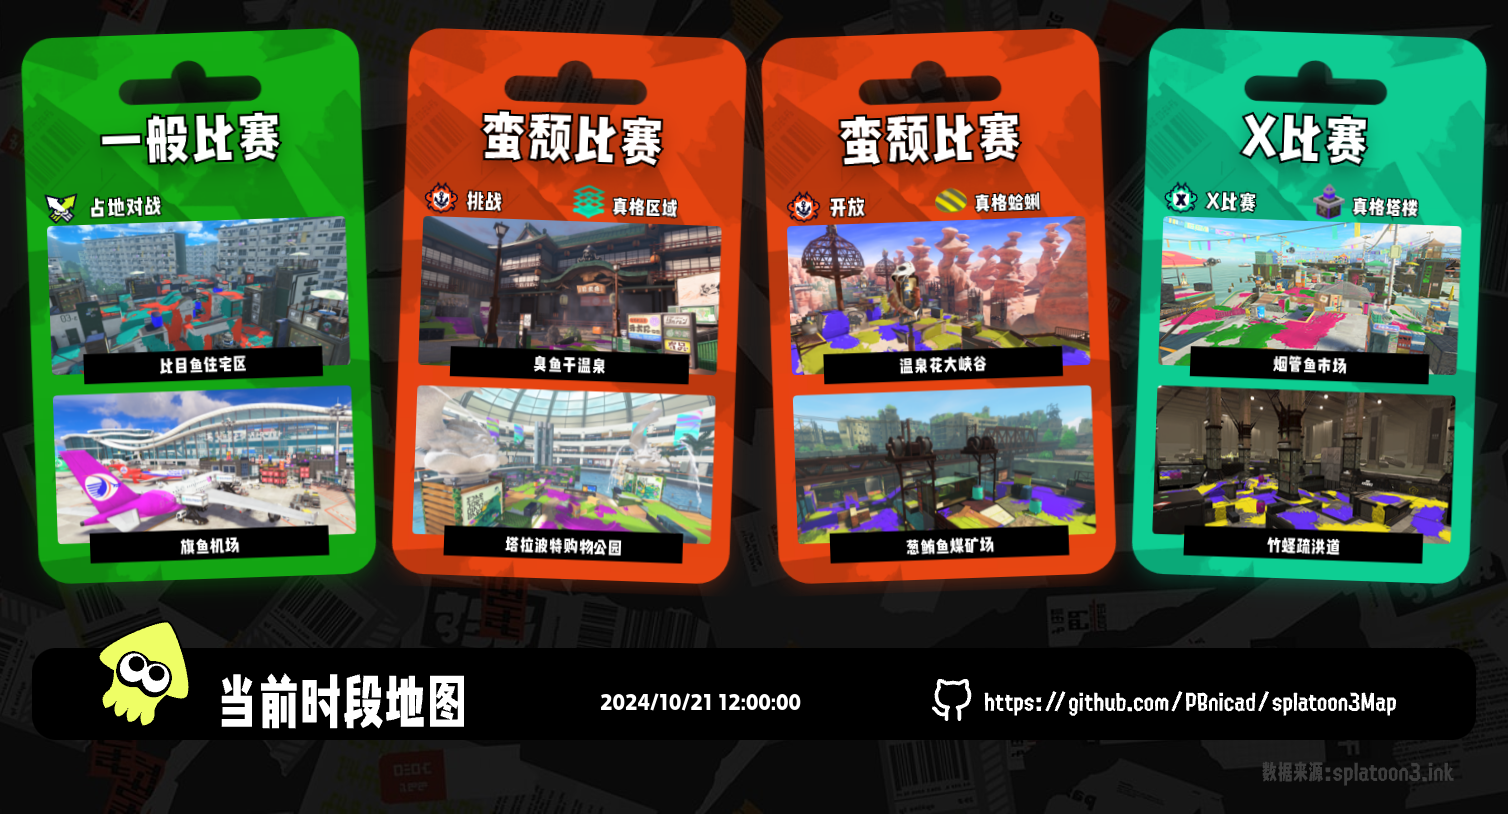 一般比赛
占地对战
比目鱼住宅区
旗鱼机场
蛮颓比赛
挑战
真格区域
臭鱼干温泉
塔拉波特购物公园
蛮颓比赛
开放
真格蛤蜊
温泉花大峡谷
葱鲔鱼煤矿场
X比赛
X比赛
真格塔楼
烟管鱼市场
竹蛏疏洪道
当前时段地图
2024/10/21 12:00:00
https://github.com/PBnicad/splatoon3Map
数据来源:splatoon3.ink